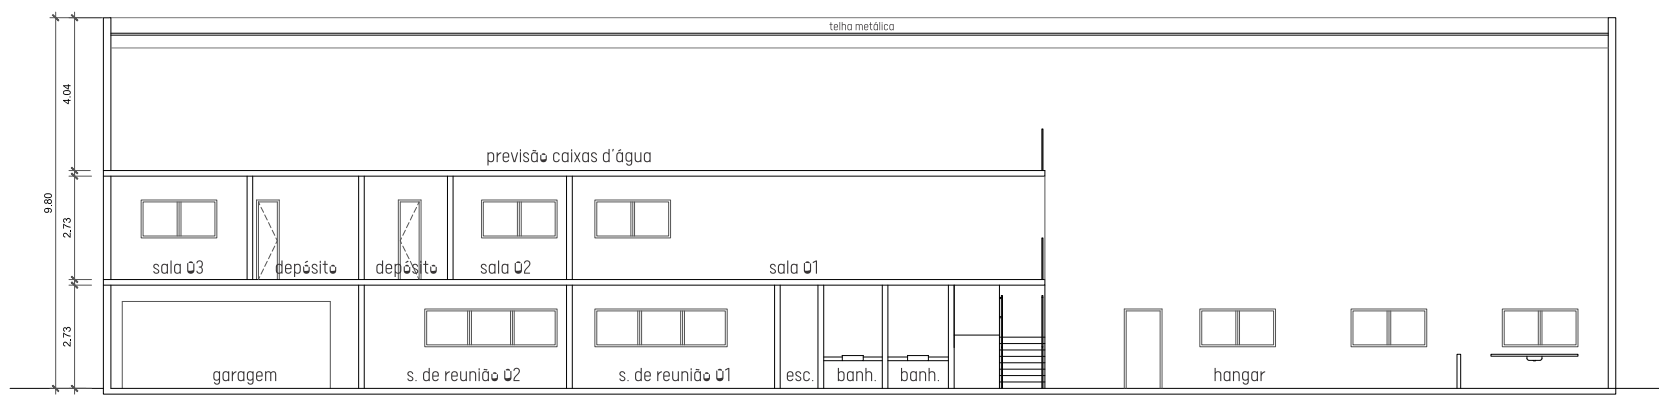 telha metálica
4.04
previsão caixas d'água
9.80
2.73
sala 03
depósito
depósito
sala 02
sala 01
2.73
garagem
s. de reunião 02
s. de reunião 01
esc.
banh.
banh.
hangar